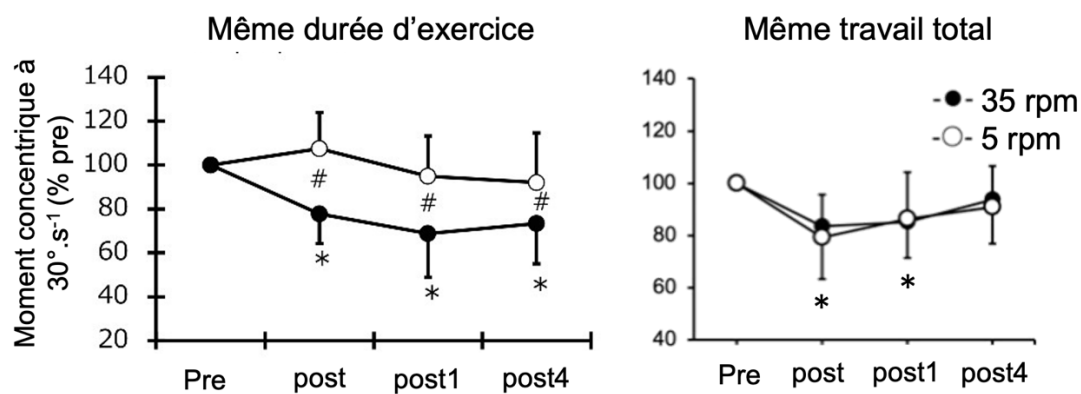 Même durée d’exercice
Même travail total
Moment concentrique à
30°.s⁻¹ (% pre)
140
120
100
80
60
40
20
#
#
#
*
*
*
Pre
post
post1
post4
140
120
100
80
60
40
35 rpm
5 rpm
*
*
Pre
post
post1
post4